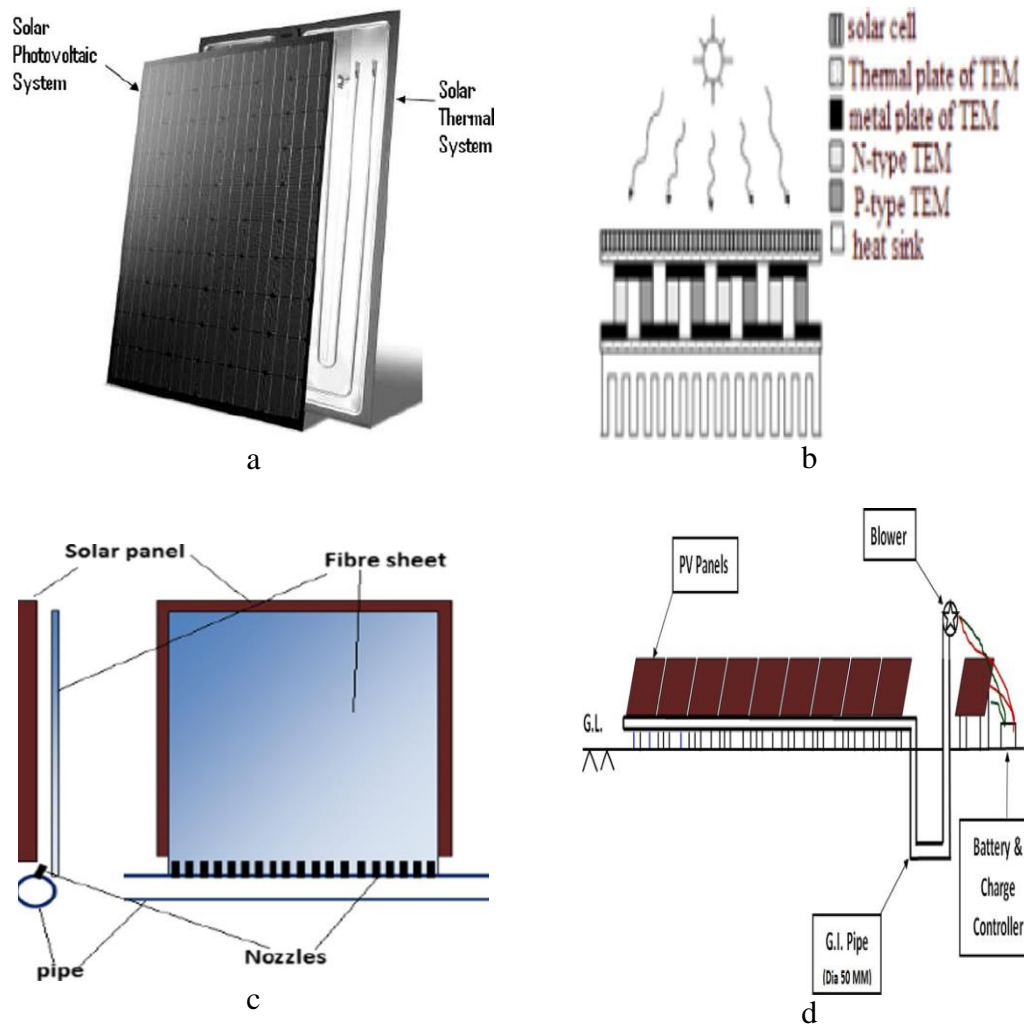 Solar
Photovoltaic
System
Solar
Thermal
System
a
solar cell
Thermal plate of TEM
metal plate of TEM
N-type TEM
P-type TEM
heat sink
b
Solar panel
Fibre sheet
pipe
Nozzles
c
Blower
PV Panels
G.L.
Battery &
Charge
Controller
G.I. Pipe
(Dia 50 MM)
d